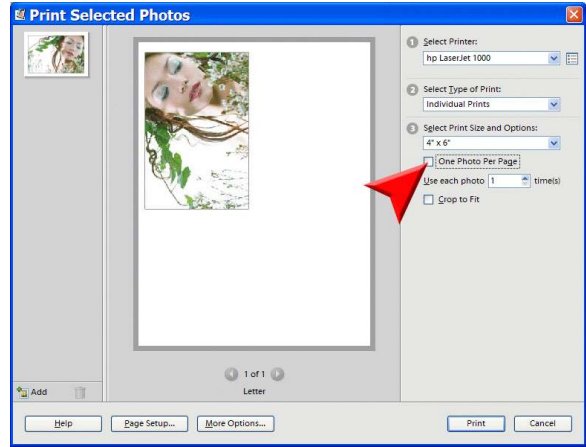 Print Selected Photos
1 Select Printer:
hp LaserJet 1000
2 Select Type of Print:
Individual Prints
3 Select Print Size and Options:
4" x 6"
One Photo Per Page
Use each photo 1 time(s)
Crop to Fit
1 of 1
Letter
Add
Help
Page Setup...
More Options...
Print
Cancel